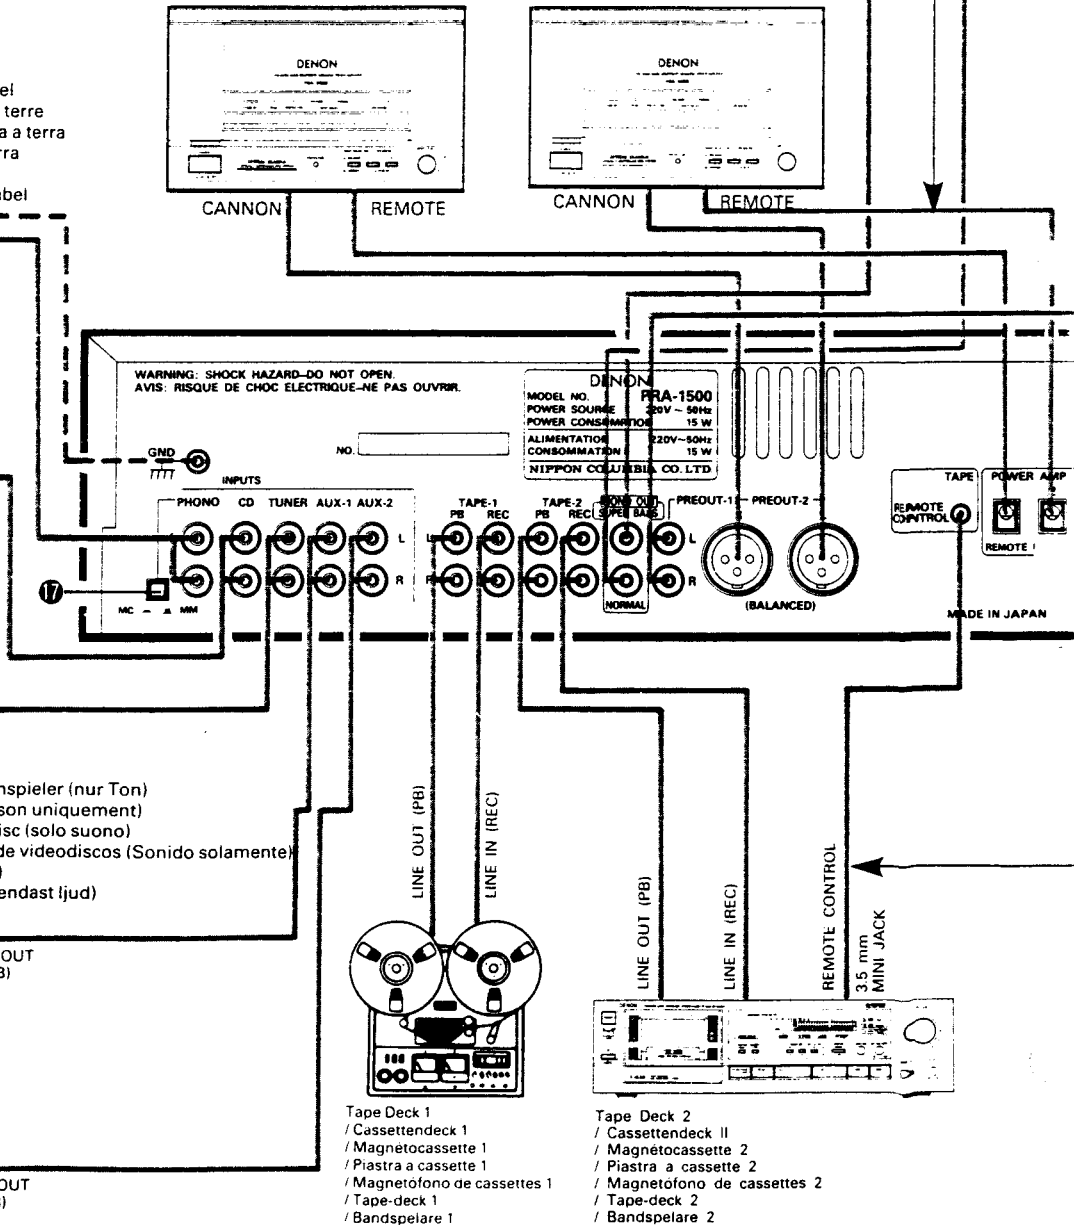 DENON
DENON
el
terre
a a terra
rra
abel
CANNON
REMOTE
CANNON
REMOTE
WARNING: SHOCK HAZARD–DO NOT OPEN.
AVIS: RISQUE DE CHOC ELECTRIQUE–NE PAS OUVRIR.
DENON
MODEL NO. PRA-1500
POWER SOURCE 220V ~ 50Hz
POWER CONSUMPTION 15 W
ALIMENTATION 220V~50Hz
CONSOMMATION 15 W
NIPPON COLUMBIA CO. LTD
NO.
GND
INPUTS
PHONO CD TUNER AUX-1 AUX-2
TAPE-1
PB REC
TAPE-2
PB REC
MONO OUT
SUPER BASS
PREOUT-1 PREOUT-2
TAPE
REMOTE
CONTROL
POWER AMP
REMOTE
L
R
L
R
L
R
NORMAL
(BALANCED)
17
MC MM
MADE IN JAPAN
nspieler (nur Ton)
son uniquement)
isc (solo suono)
de videodiscos (Sonido solamente)
)
endast ljud)
OUT
B)
OUT
LINE OUT (PB)
LINE IN (REC)
LINE OUT (PB)
LINE IN (REC)
REMOTE CONTROL
3.5 mm
MINI JACK
Tape Deck 1
/ Cassettendeck 1
/ Magnétocassette 1
/ Piastra a cassette 1
/ Magnetófono de cassettes 1
/ Tape-deck 1
/ Bandspelare 1
Tape Deck 2
/ Cassettendeck II
/ Magnétocassette 2
/ Piastra a cassette 2
/ Magnetófono de cassettes 2
/ Tape-deck 2
/ Bandspelare 2